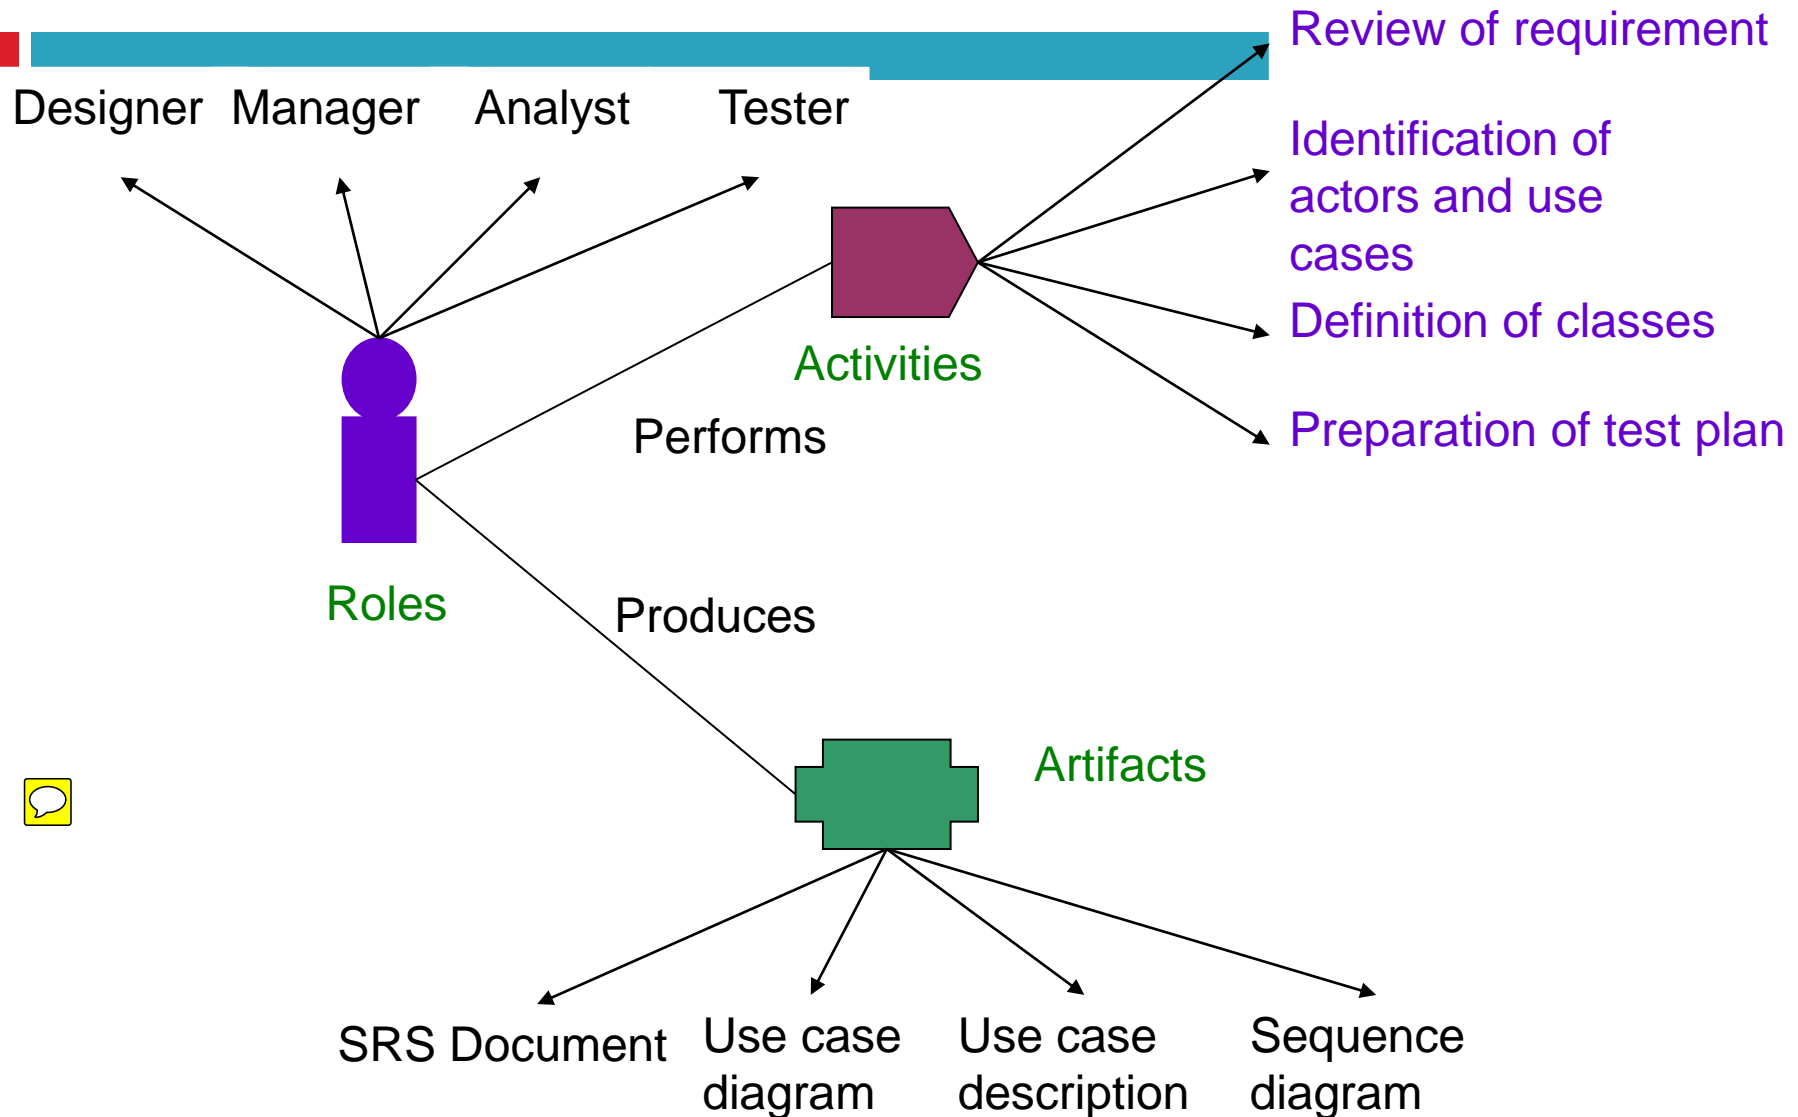 Review of requirement
Designer Manager Analyst Tester
Identification of
actors and use
cases
Definition of classes
Activities
Performs
Preparation of test plan
Roles
Produces
Artifacts
SRS Document
Use case
diagram
Use case
description
Sequence
diagram